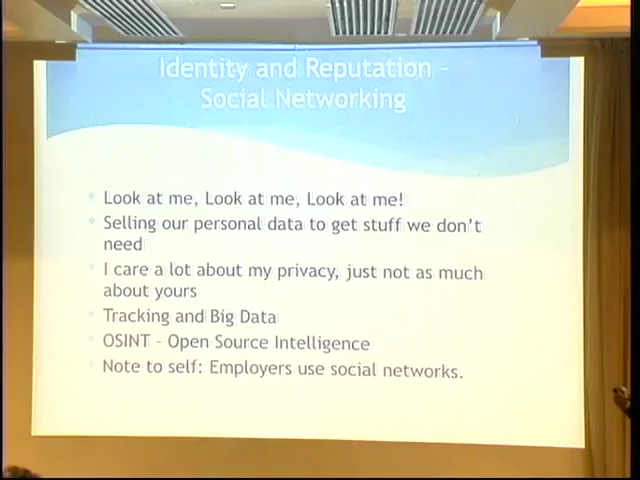 Identity and Reputation –
Social Networking
Look at me, Look at me, Look at me!
Selling our personal data to get stuff we don't
need
I care a lot about my privacy, just not as much
about yours
Tracking and Big Data
OSINT – Open Source Intelligence
Note to self: Employers use social networks.